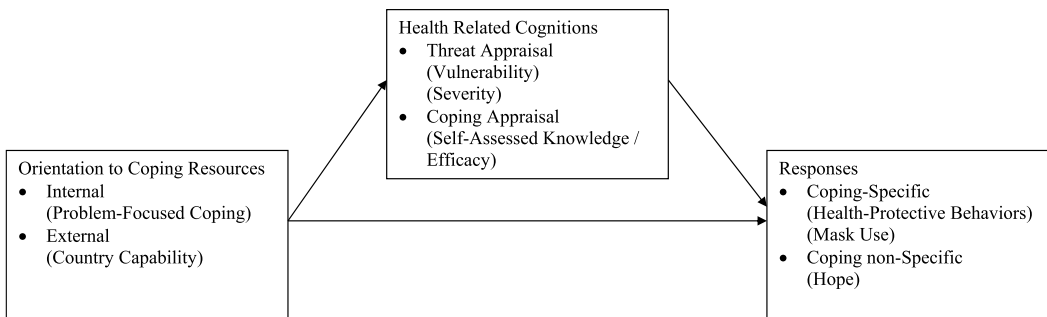 Health Related Cognitions
● Threat Appraisal
(Vulnerability)
(Severity)
● Coping Appraisal
(Self-Assessed Knowledge /
Efficacy)
Orientation to Coping Resources
● Internal
(Problem-Focused Coping)
● External
(Country Capability)
Responses
● Coping-Specific
(Health-Protective Behaviors)
(Mask Use)
● Coping non-Specific
(Hope)